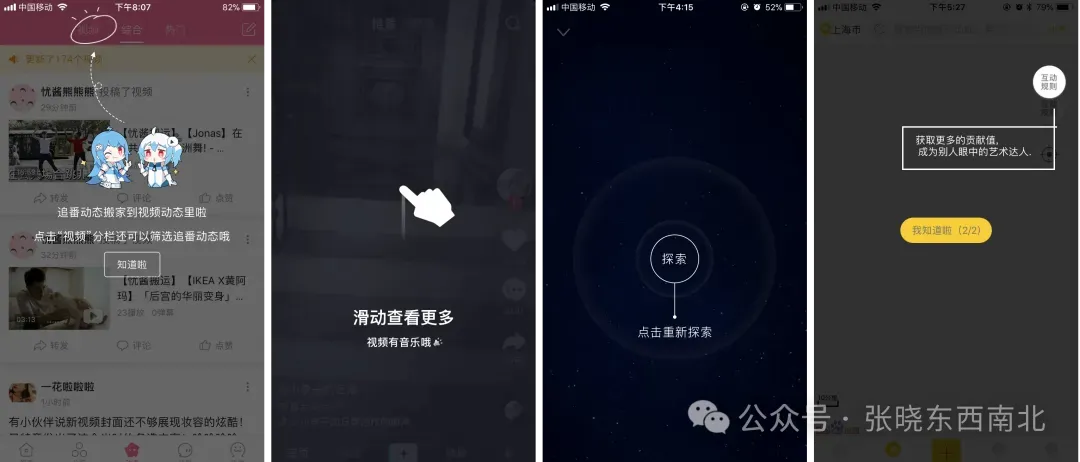 中国移动 下午8:07 82%
综合
更新了174个视频
忧酱熊熊熊 投稿了视频
29分钟前
【Jonas】在
转发 评论 点赞
追番动态搬家到视频动态里啦
点击“视频”分栏还可以筛选追番动态哦
知道啦
32分钟前
【忧酱搬运】【IKEA X黄阿
玛】「后宫的华丽变身」...
03:13
转发 评论 点赞
一花啦啦啦
1小时前
有小伙伴说新视频封面还不够展现妆容的炫酷!
滑动查看更多
视频有音乐哦
中国移动 下午4:15 52%
探索
点击重新探索
中国移动 下午5:27 79%
上海市
互动
规则
获取更多的贡献值,
成为别人眼中的艺术达人.
我知道啦（2/2）
公众号·张晓东西南北